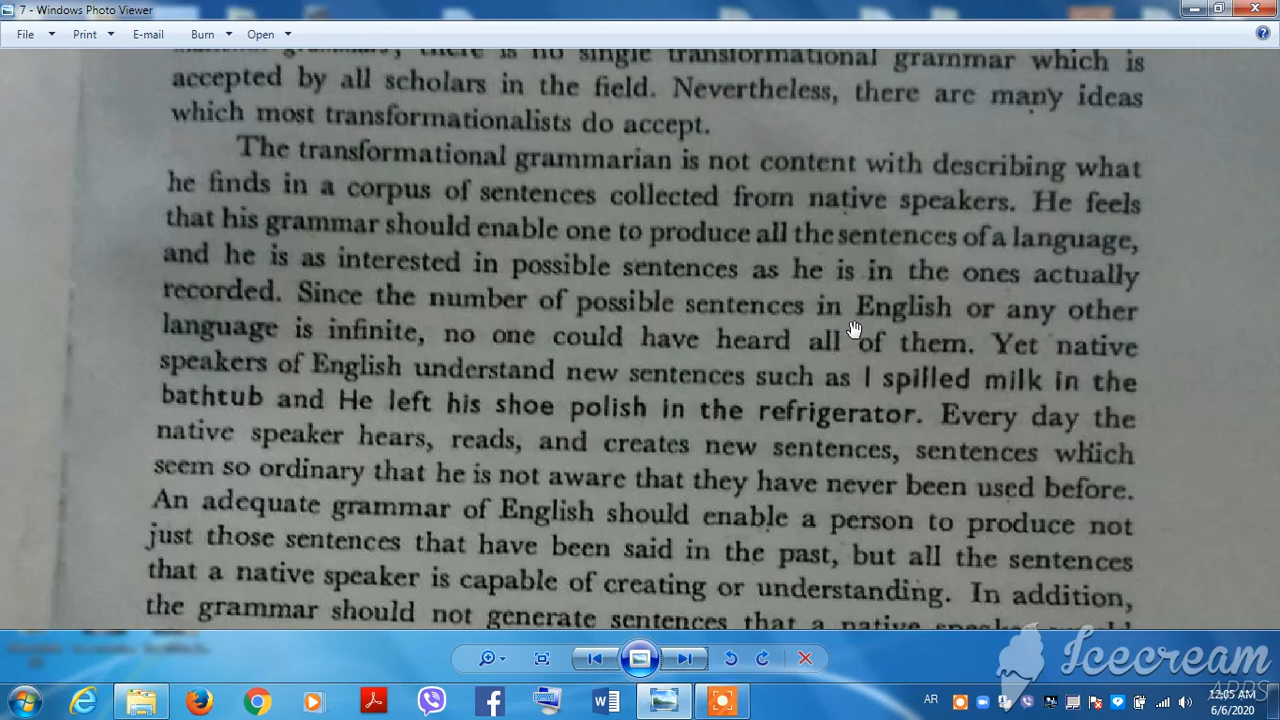 7 - Windows Photo Viewer
File Print E-mail Burn Open
there is no single transformational grammar which is
accepted by all scholars in the field. Nevertheless, there are many ideas
which most transformationalists do accept.
The transformational grammarian is not content with describing what
he finds in a corpus of sentences collected from native speakers. He feels
that his grammar should enable one to produce all the sentences of a language,
and he is as interested in possible sentences as he is in the ones actually
recorded. Since the number of possible sentences in English or any other
language is infinite, no one could have heard all of them. Yet native
speakers of English understand new sentences such as I spilled milk in the
bathtub and He left his shoe polish in the refrigerator. Every day the
native speaker hears, reads, and creates new sentences, sentences which
seem so ordinary that he is not aware that they have never been used before.
An adequate grammar of English should enable a person to produce not
just those sentences that have been said in the past, but all the sentences
that a native speaker is capable of creating or understanding. In addition,
the grammar should not generate sentences that a native
Icecream
APPS
AR 12:05 AM
6/6/2020